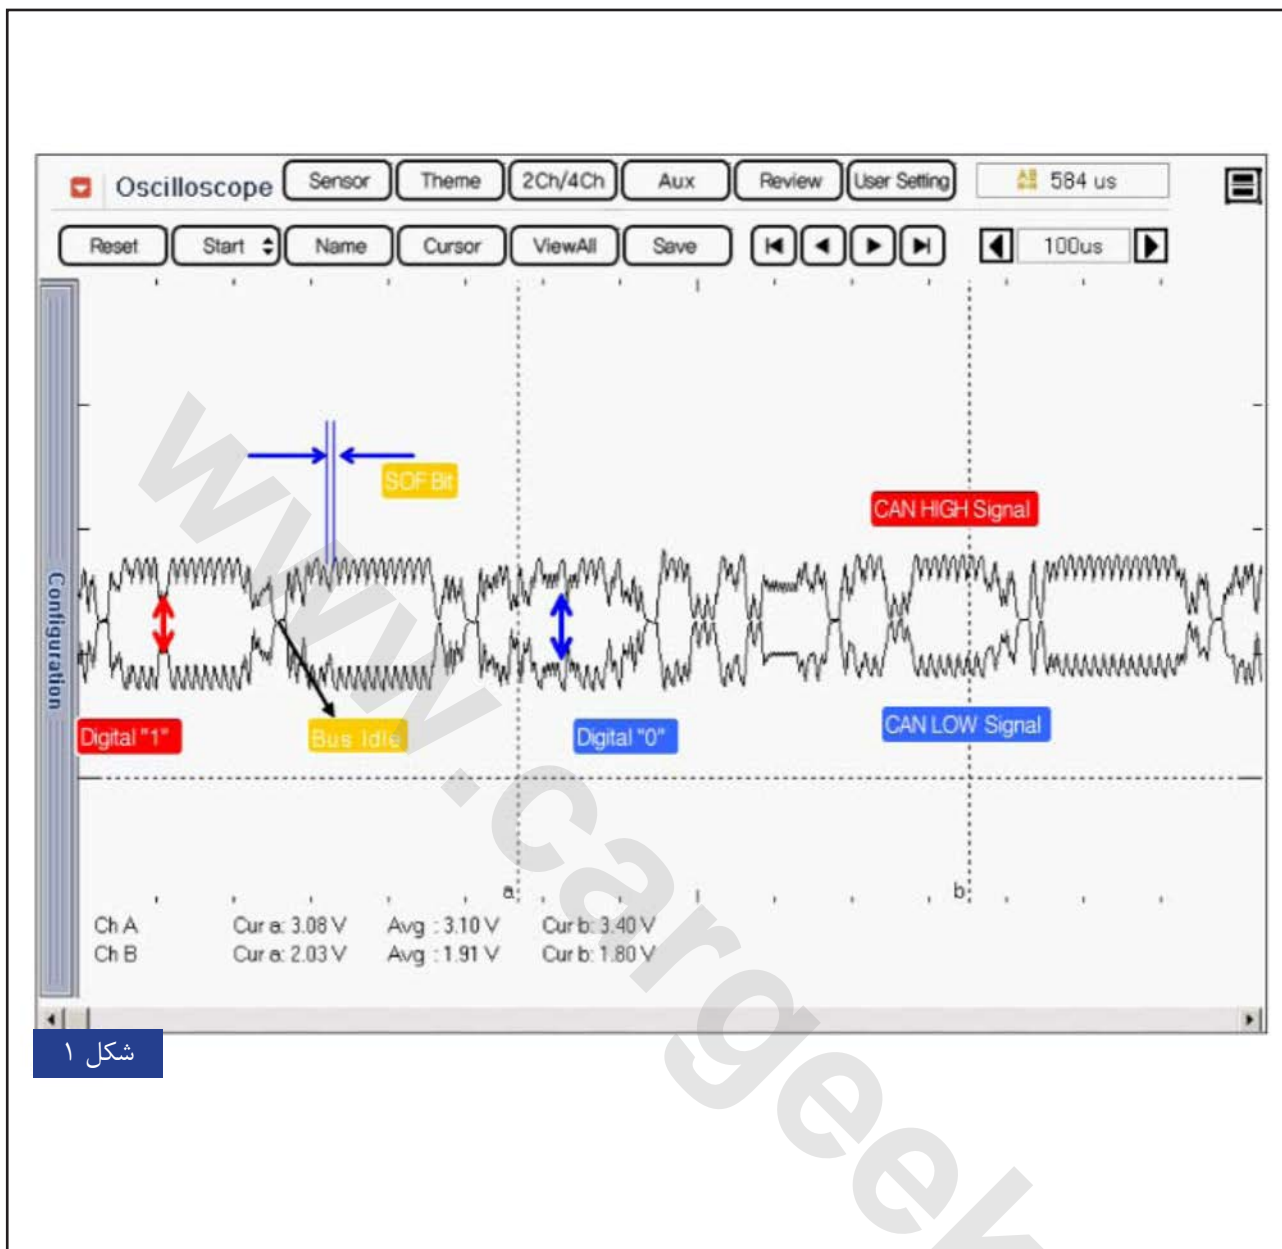 Oscilloscope Sensor Theme 2Ch/4Ch Aux Review User Setting 584 us
Reset Start Name Cursor ViewAll Save 100us
Configuration
SOF Bit
CAN HIGH Signal
Digital "1" Bus Idle Digital "0" CAN LOW Signal
a b
Ch A Cur a: 3.08 V Avg : 3.10 V Cur b: 3.40 V
Ch B Cur a: 2.03 V Avg : 1.91 V Cur b: 1.80 V
شکل ۱
www.cargeek